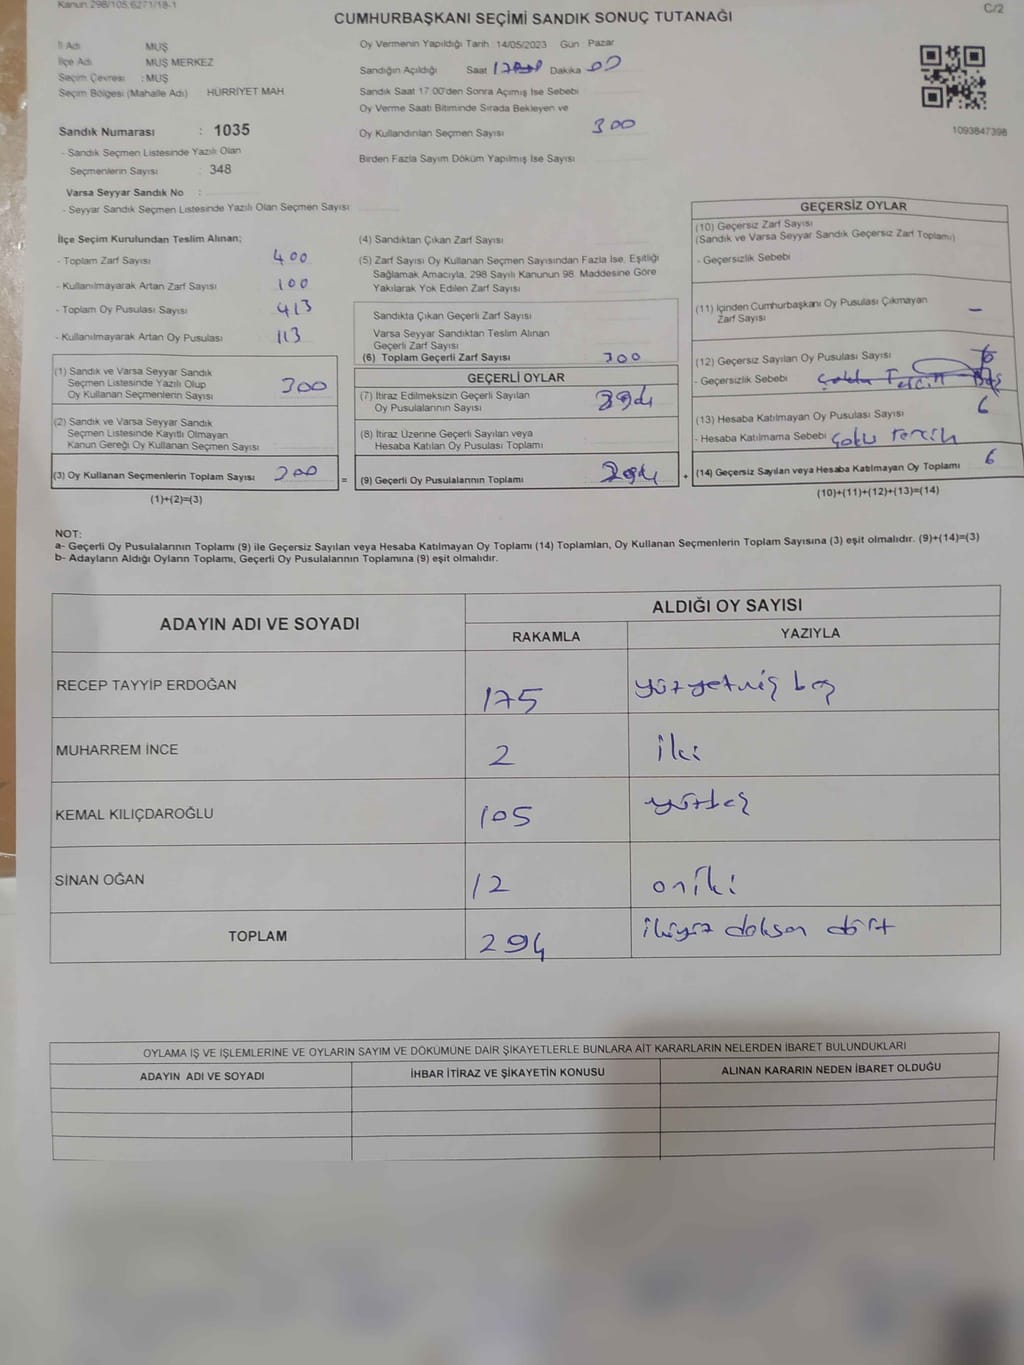 Kanun:298/105,6271/18-1
C/2
CUMHURBAŞKANI SEÇİMİ SANDIK SONUÇ TUTANAĞI
İl Adı MUŞ
İlçe Adı MUŞ MERKEZ
Seçim Çevresi :MUŞ
Seçim Bölgesi (Mahalle Adı) HÜRRİYET MAH
Sandık Numarası : 1035
- Sandık Seçmen Listesinde Yazılı Olan
Seçmenlerin Sayısı : 348
Varsa Seyyar Sandık No :
- Seyyar Sandık Seçmen Listesinde Yazılı Olan Seçmen Sayısı
Oy Vermenin Yapıldığı Tarih :14/05/2023 Gün : Pazar
Sandığın Açıldığı Saat Dakika 00
Sandık Saat 17:00'den Sonra Açılmış İse Sebebi
Oy Verme Saati Bitiminde Sırada Bekleyen ve
Oy Kullandırılan Seçmen Sayısı 300
Birden Fazla Sayım Döküm Yapılmış İse Sayısı
1093847398
İlçe Seçim Kurulundan Teslim Alınan;
- Toplam Zarf Sayısı 400
- Kullanılmayarak Artan Zarf Sayısı 100
- Toplam Oy Pusulası Sayısı 413
- Kullanılmayarak Artan Oy Pusulası 113
(1) Sandık ve Varsa Seyyar Sandık
Seçmen Listesinde Yazılı Olup
Oy Kullanan Seçmenlerin Sayısı 300
(2) Sandık ve Varsa Seyyar Sandık
Seçmen Listesinde Kayıtlı Olmayan
Kanun Gereği Oy Kullanan Seçmen Sayısı
(3) Oy Kullanan Seçmenlerin Toplam Sayısı 300
(1)+(2)=(3)
(4) Sandıktan Çıkan Zarf Sayısı
(5) Zarf Sayısı Oy Kullanan Seçmen Sayısından Fazla İse, Eşitliği
Sağlamak Amacıyla, 298 Sayılı Kanunun 98. Maddesine Göre
Yakılarak Yok Edilen Zarf Sayısı
Sandıkta Çıkan Geçerli Zarf Sayısı
Varsa Seyyar Sandıktan Teslim Alınan
Geçerli Zarf Sayısı
(6) Toplam Geçerli Zarf Sayısı 300
GEÇERLİ OYLAR
(7) İtiraz Edilmeksizin Geçerli Sayılan
Oy Pusulalarının Sayısı 294
(8) İtiraz Üzerine Geçerli Sayılan veya
Hesaba Katılan Oy Pusulası Toplamı
= (9) Geçerli Oy Pusulalarının Toplamı 294
+
GEÇERSİZ OYLAR
(10) Geçersiz Zarf Sayısı
(Sandık ve Varsa Seyyar Sandık Geçersiz Zarf Toplamı)
- Geçersizlik Sebebi
(11) İçinden Cumhurbaşkanı Oy Pusulası Çıkmayan
Zarf Sayısı -
(12) Geçersiz Sayılan Oy Pusulası Sayısı
- Geçersizlik Sebebi
(13) Hesaba Katılmayan Oy Pusulası Sayısı 6
- Hesaba Katılmama Sebebi çoklu tercih
(14) Geçersiz Sayılan veya Hesaba Katılmayan Oy Toplamı 6
(10)+(11)+(12)+(13)=(14)
NOT:
a- Geçerli Oy Pusulalarının Toplamı (9) ile Geçersiz Sayılan veya Hesaba Katılmayan Oy Toplamı (14) Toplamları, Oy Kullanan Seçmenlerin Toplam Sayısına (3) eşit olmalıdır. (9)+(14)=(3)
b- Adayların Aldığı Oyların Toplamı, Geçerli Oy Pusulalarının Toplamına (9) eşit olmalıdır.
ADAYIN ADI VE SOYADI
ALDIĞI OY SAYISI
RAKAMLA YAZIYLA
RECEP TAYYİP ERDOĞAN 175 yüzyetmiş beş
MUHARREM İNCE 2 iki
KEMAL KILIÇDAROĞLU 105 yüzbeş
SİNAN OĞAN 12 oniki
TOPLAM 294 ikiyüz doksan dört
OYLAMA İŞ VE İŞLEMLERİNE VE OYLARIN SAYIM VE DÖKÜMÜNE DAİR ŞİKAYETLERLE BUNLARA AİT KARARLARIN NELERDEN İBARET BULUNDUKLARI
ADAYIN ADI VE SOYADI İHBAR İTİRAZ VE ŞİKAYETİN KONUSU ALINAN KARARIN NEDEN İBARET OLDUĞU